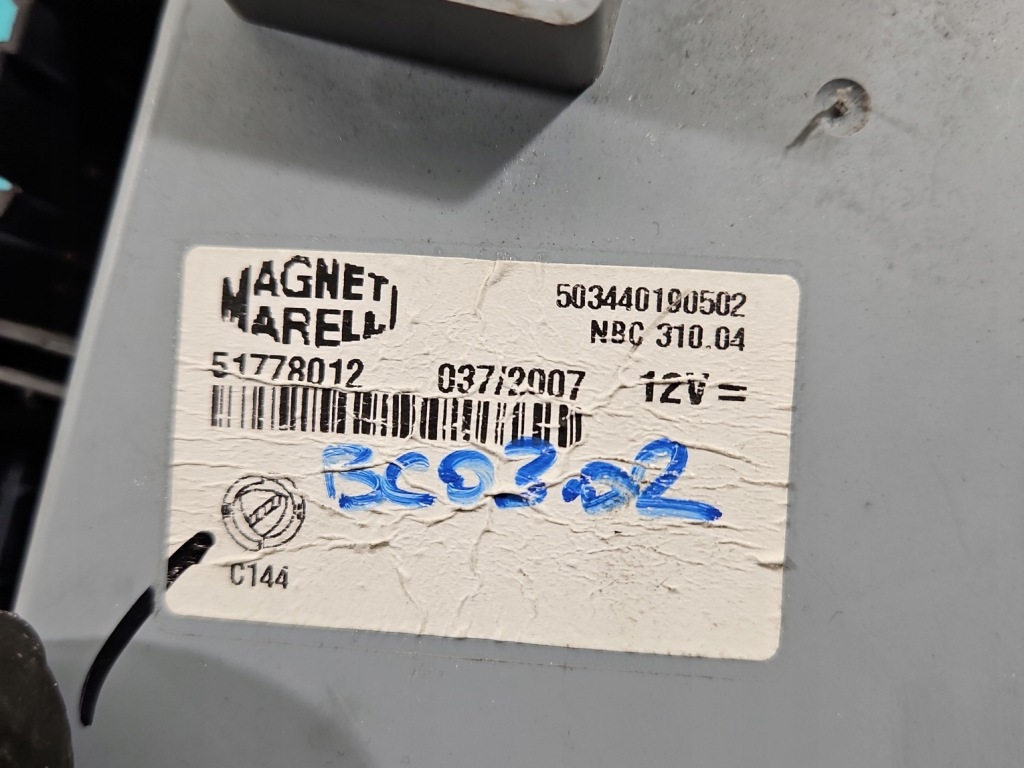 MAGNETI
MARELLI
503440190502
NBC 310.04
51778012 037/2007 12V =
BC03.02
C144